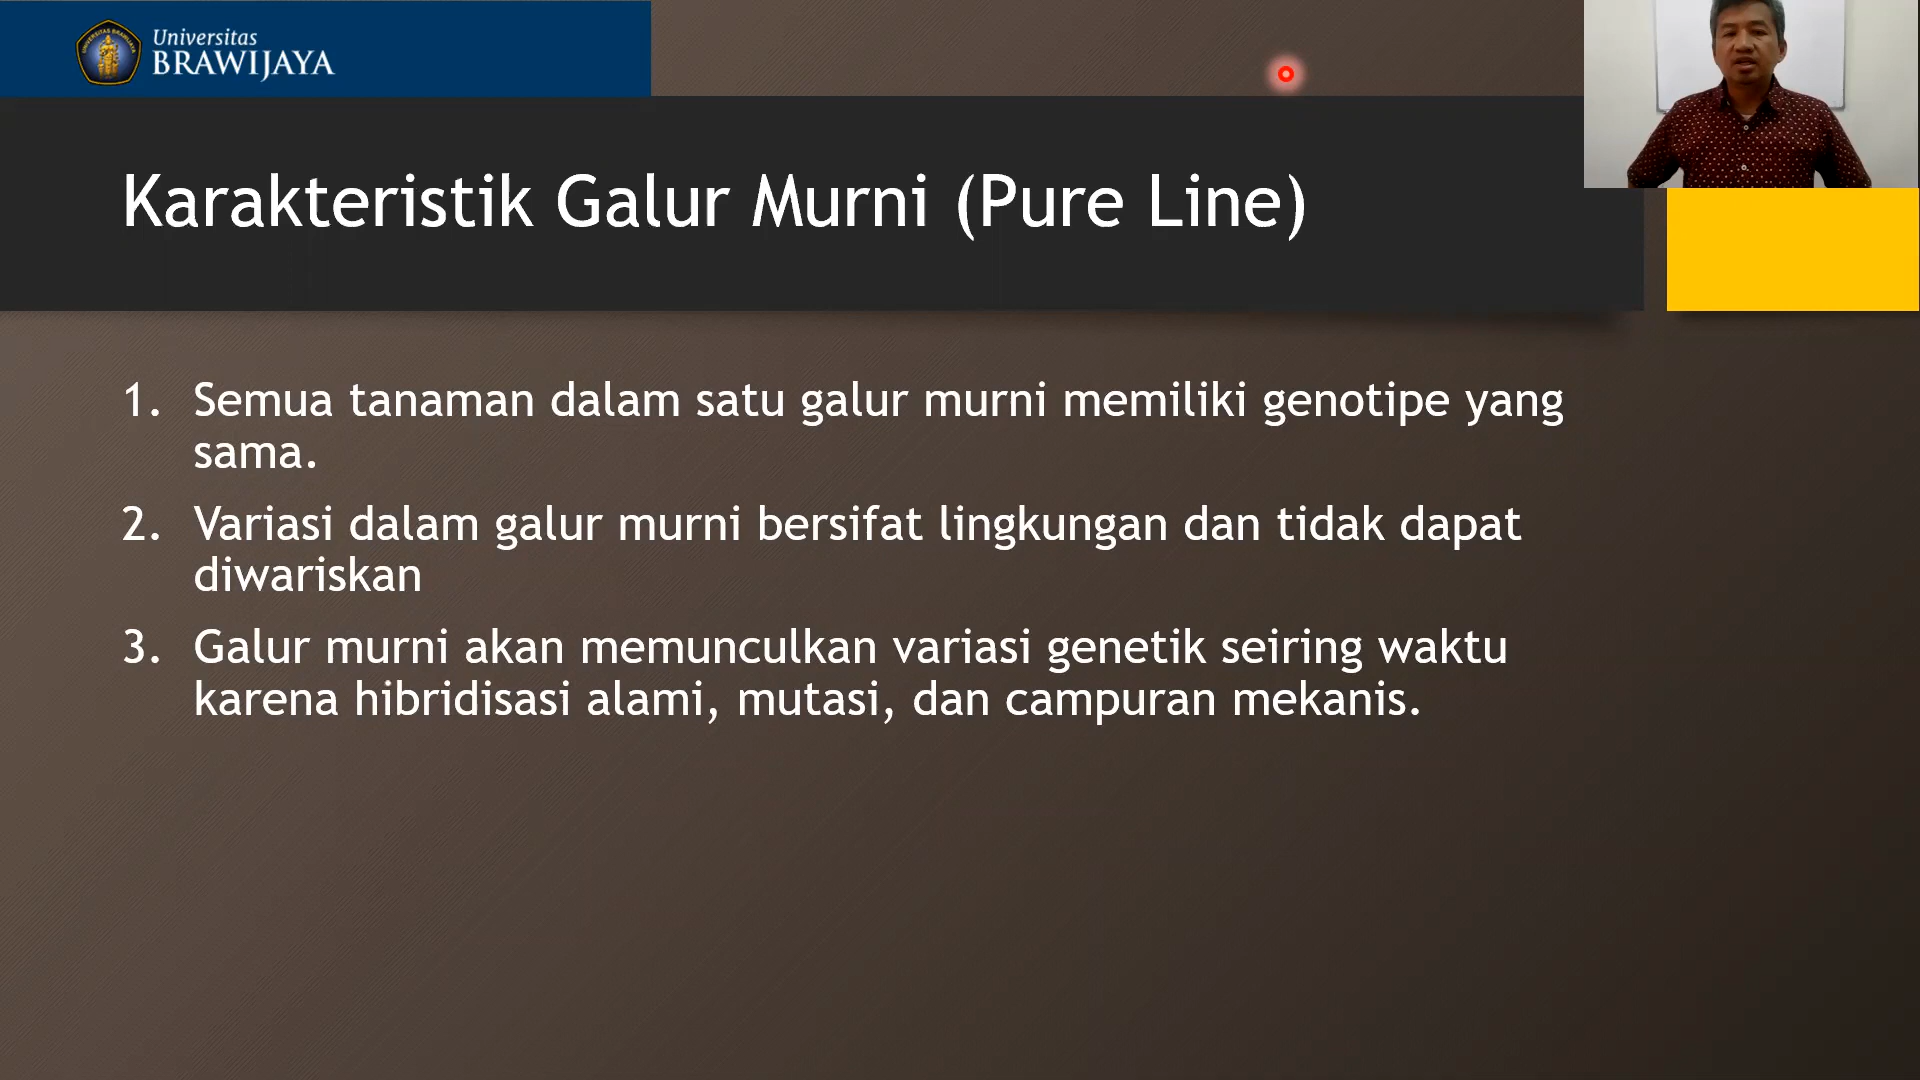 Universitas
BRAWIJAYA
Karakteristik Galur Murni (Pure Line)
1. Semua tanaman dalam satu galur murni memiliki genotipe yang
sama.
2. Variasi dalam galur murni bersifat lingkungan dan tidak dapat
diwariskan
3. Galur murni akan memunculkan variasi genetik seiring waktu
karena hibridisasi alami, mutasi, dan campuran mekanis.